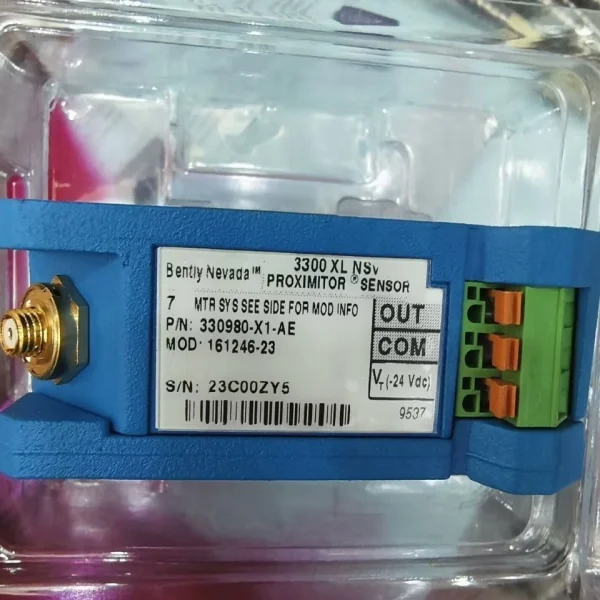 Bently Nevada™ 3300 XL NSv
PROXIMITOR® SENSOR
7 MTR SYS SEE SIDE FOR MOD INFO
P/N: 330980-X1-AE
MOD: 161246-23
S/N: 23C00ZY5
OUT
COM
VT (-24 Vdc)
9537